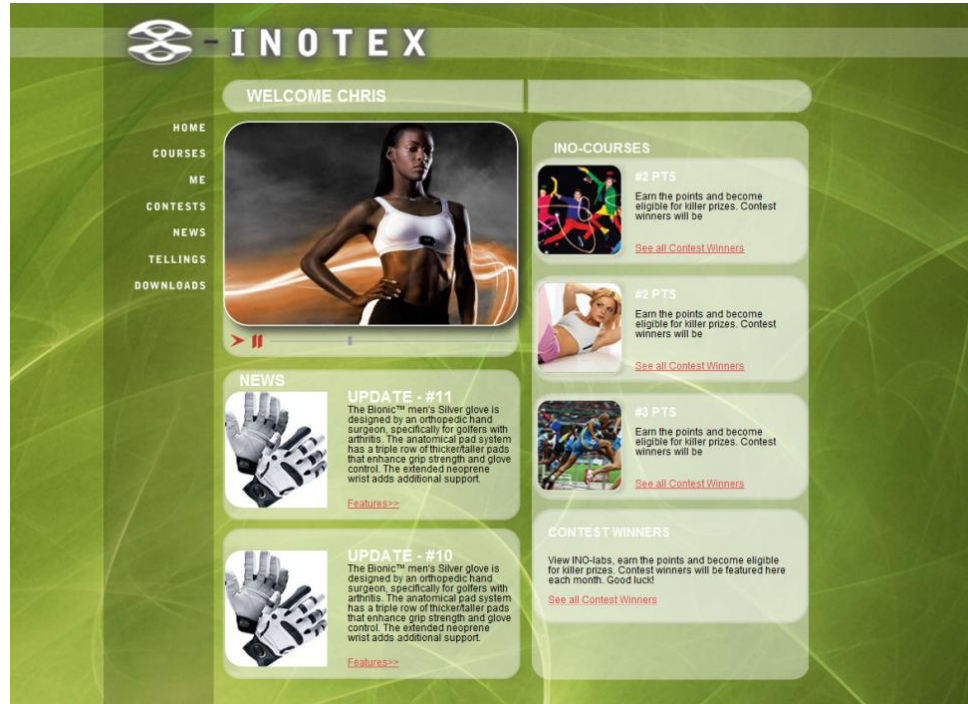 - INOTEX
WELCOME CHRIS
HOME
COURSES
ME
CONTESTS
NEWS
TELLINGS
DOWNLOADS
NEWS
UPDATE - #11
The Bionic™ men's Silver glove is
designed by an orthopedic hand
surgeon, specifically for golfers with
arthritis. The anatomical pad system
has a triple row of thicker/taller pads
that enhance grip strength and glove
control. The extended neoprene
wrist adds additional support.
Features>>
UPDATE - #10
The Bionic™ men's Silver glove is
designed by an orthopedic hand
surgeon, specifically for golfers with
arthritis. The anatomical pad system
has a triple row of thicker/taller pads
that enhance grip strength and glove
control. The extended neoprene
wrist adds additional support.
Features>>
INO-COURSES
#2 PTS
Earn the points and become
eligible for killer prizes. Contest
winners will be
See all Contest Winners
#2 PTS
Earn the points and become
eligible for killer prizes. Contest
winners will be
See all Contest Winners
#3 PTS
Earn the points and become
eligible for killer prizes. Contest
winners will be
See all Contest Winners
CONTEST WINNERS
View INO-labs, earn the points and become eligible
for killer prizes. Contest winners will be featured here
each month. Good luck!
See all Contest Winners